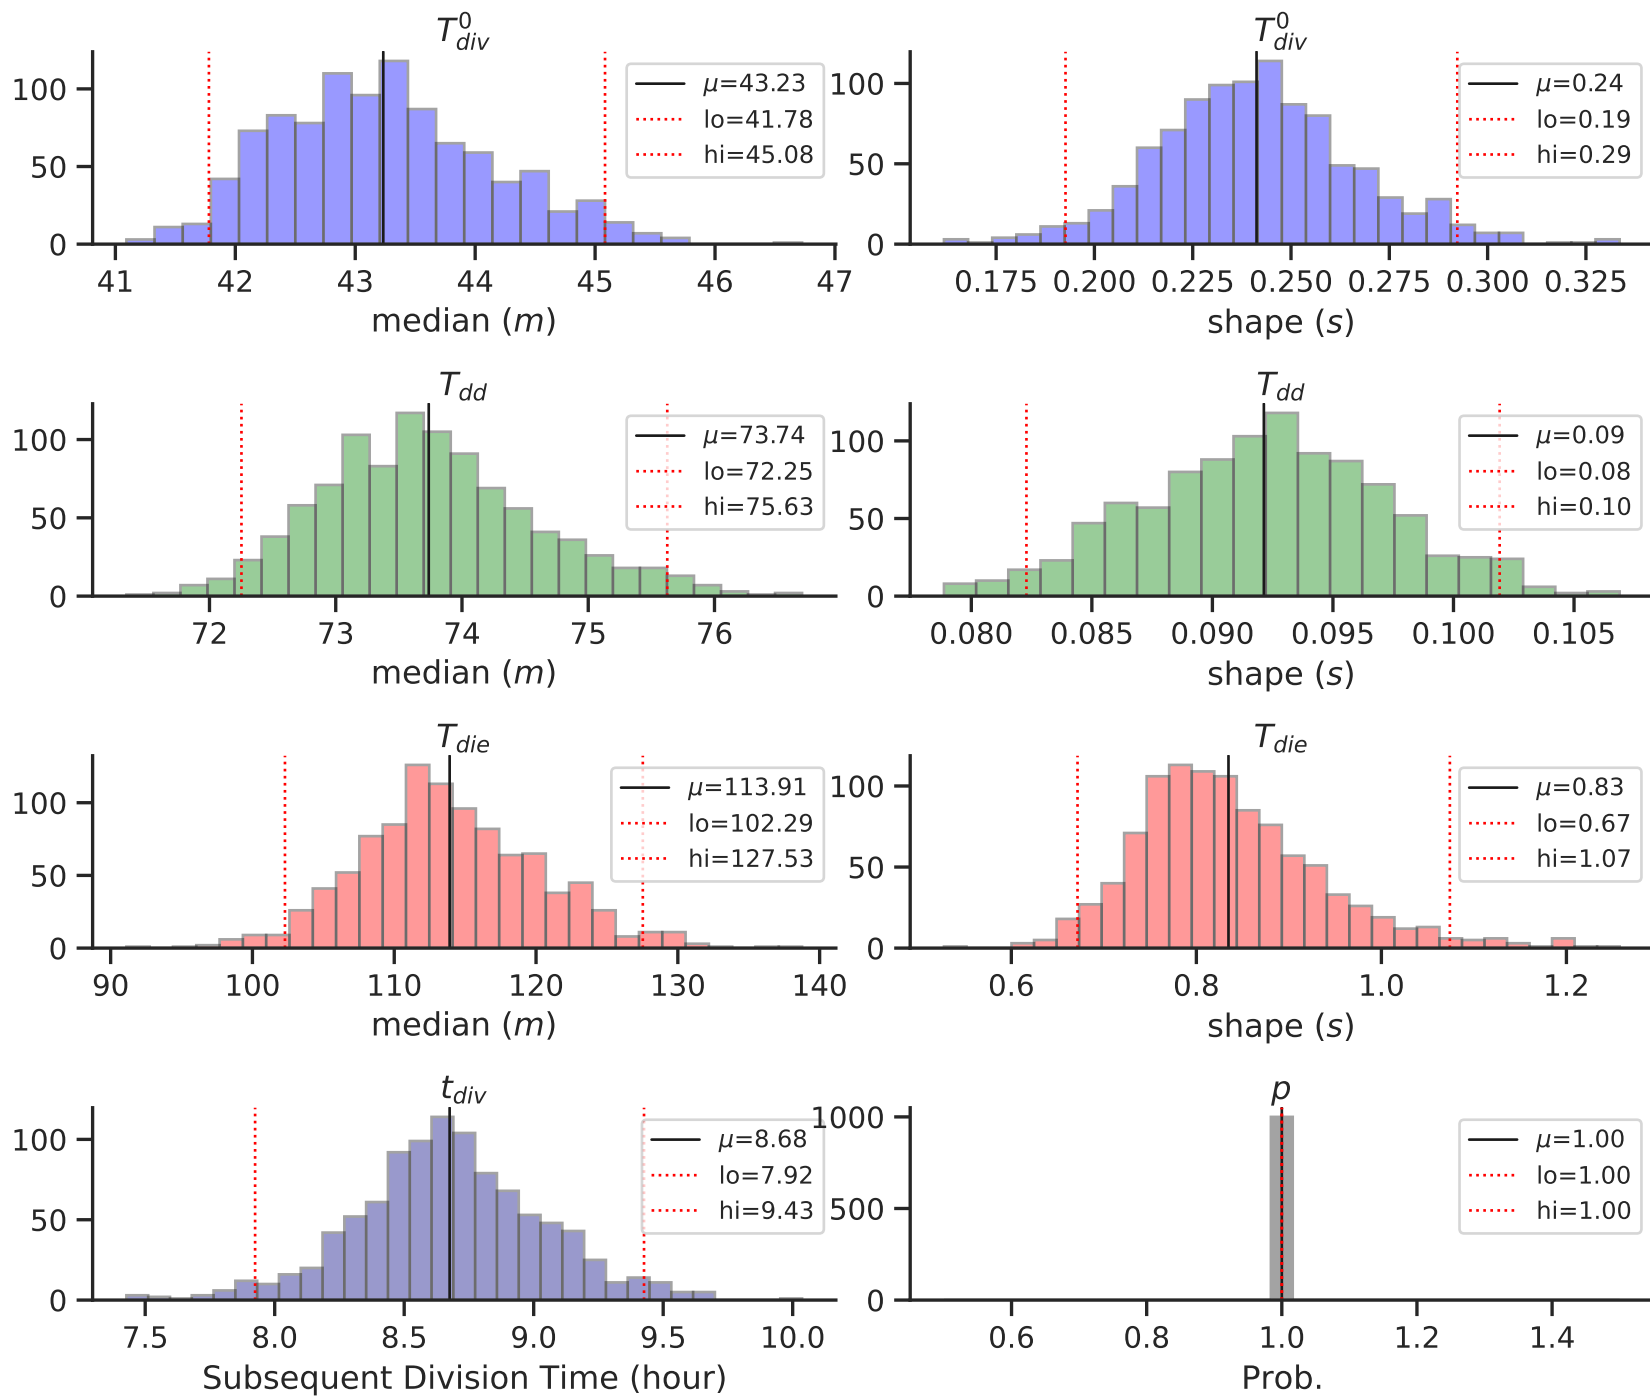 T⁰div
μ=43.23
lo=41.78
hi=45.08
100
50
0
41 42 43 44 45 46 47
median (m)
T⁰div
μ=0.24
lo=0.19
hi=0.29
100
50
0
0.175 0.200 0.225 0.250 0.275 0.300 0.325
shape (s)
Tdd
μ=73.74
lo=72.25
hi=75.63
100
50
0
72 73 74 75 76
median (m)
Tdd
μ=0.09
lo=0.08
hi=0.10
100
50
0
0.080 0.085 0.090 0.095 0.100 0.105
shape (s)
Tdie
μ=113.91
lo=102.29
hi=127.53
100
50
0
90 100 110 120 130 140
median (m)
Tdie
μ=0.83
lo=0.67
hi=1.07
100
50
0
0.6 0.8 1.0 1.2
shape (s)
tdiv
μ=8.68
lo=7.92
hi=9.43
100
50
0
7.5 8.0 8.5 9.0 9.5 10.0
Subsequent Division Time (hour)
p
μ=1.00
lo=1.00
hi=1.00
1000
500
0
0.6 0.8 1.0 1.2 1.4
Prob.